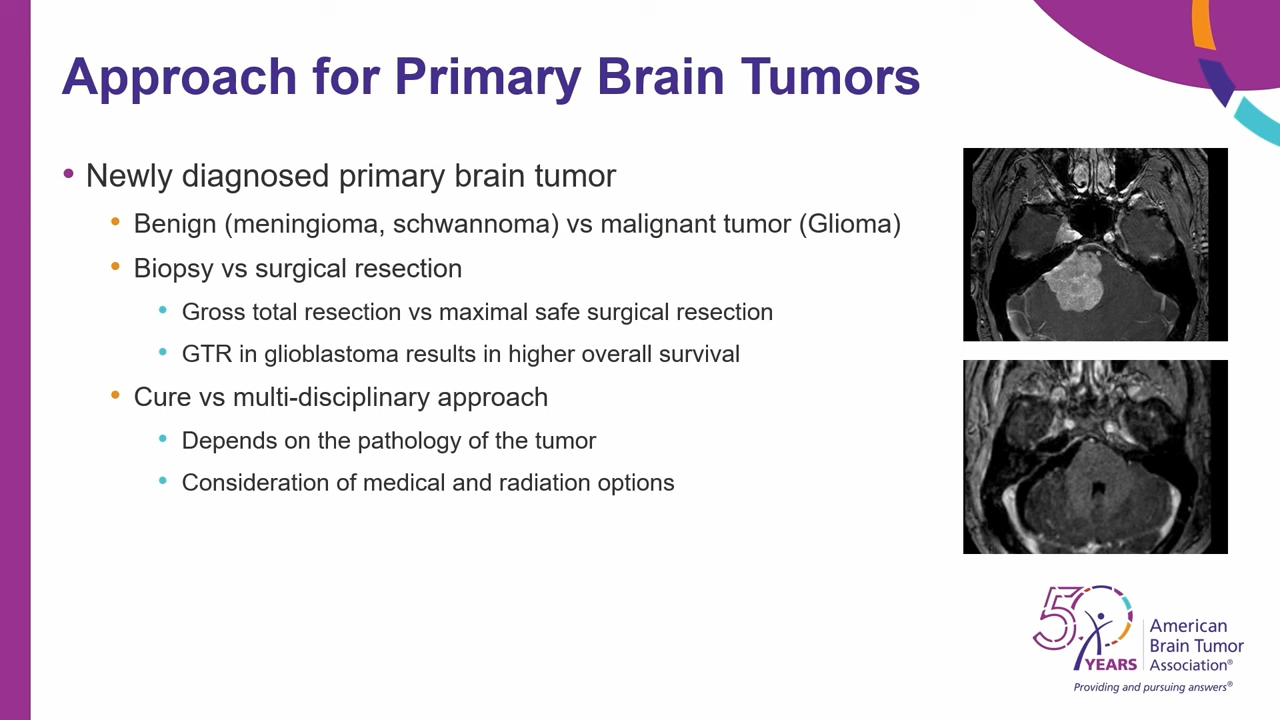 Approach for Primary Brain Tumors
• Newly diagnosed primary brain tumor
• Benign (meningioma, schwannoma) vs malignant tumor (Glioma)
• Biopsy vs surgical resection
• Gross total resection vs maximal safe surgical resection
• GTR in glioblastoma results in higher overall survival
• Cure vs multi-disciplinary approach
• Depends on the pathology of the tumor
• Consideration of medical and radiation options
50
YEARS
American
Brain Tumor
Association®
Providing and pursuing answers®